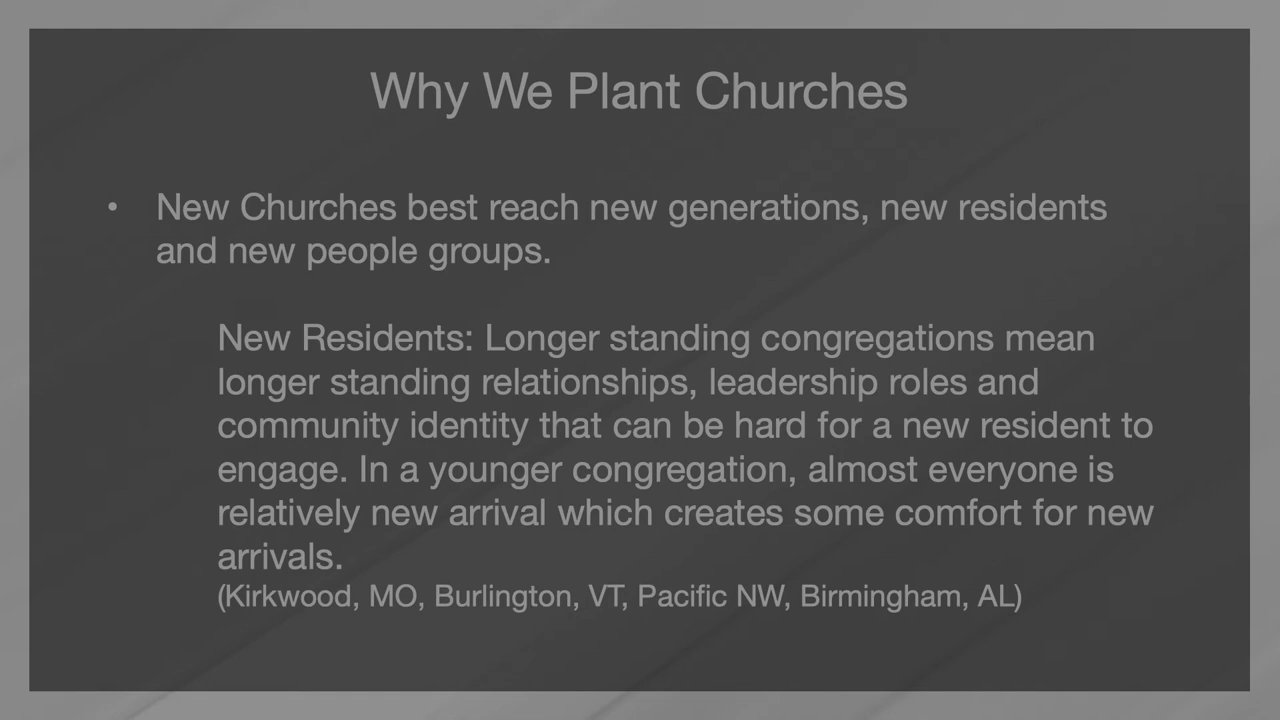 Why We Plant Churches
• New Churches best reach new generations, new residents
and new people groups.
New Residents: Longer standing congregations mean
longer standing relationships, leadership roles and
community identity that can be hard for a new resident to
engage. In a younger congregation, almost everyone is
relatively new arrival which creates some comfort for new
arrivals.
(Kirkwood, MO, Burlington, VT, Pacific NW, Birmingham, AL)